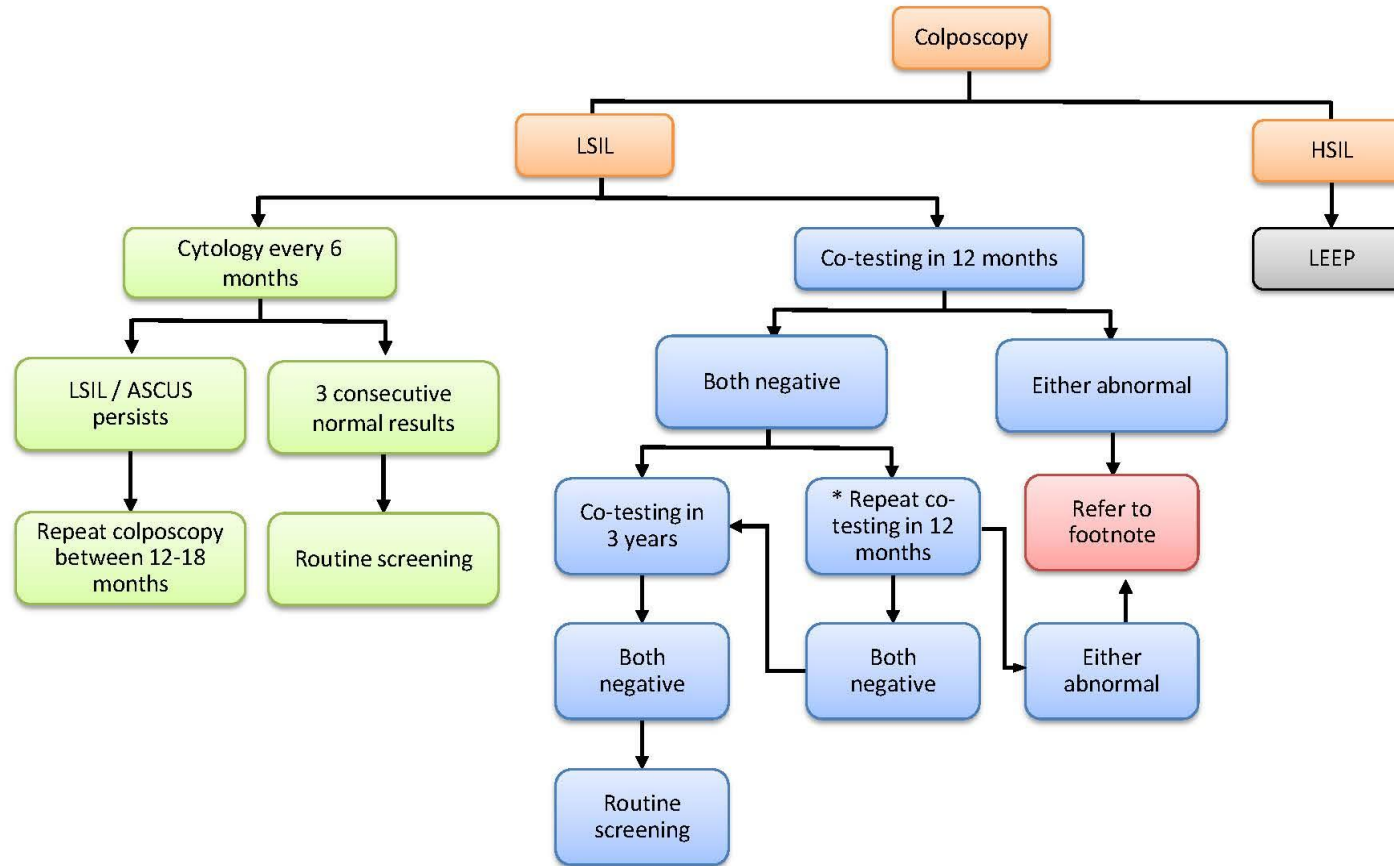 Colposcopy
LSIL
HSIL
Cytology every 6
months
Co-testing in 12 months
LEEP
LSIL / ASCUS
persists
3 consecutive
normal results
Both negative
Either abnormal
Repeat colposcopy
between 12-18
months
Routine screening
Co-testing in
3 years
* Repeat co-
testing in 12
months
Refer to
footnote
Both
negative
Both
negative
Either
abnormal
Routine
screening